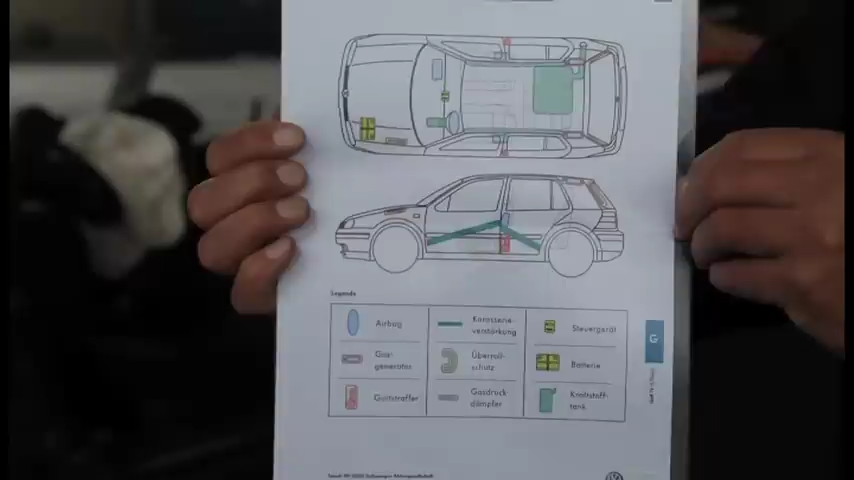 Legende
Airbag
Gas-
generator
Gurtstraffer
Karosserie-
verstärkung
Überroll-
schutz
Gasdruck
dämpfer
Steuergerät
Batterie
Kraftstoff-
tank
G